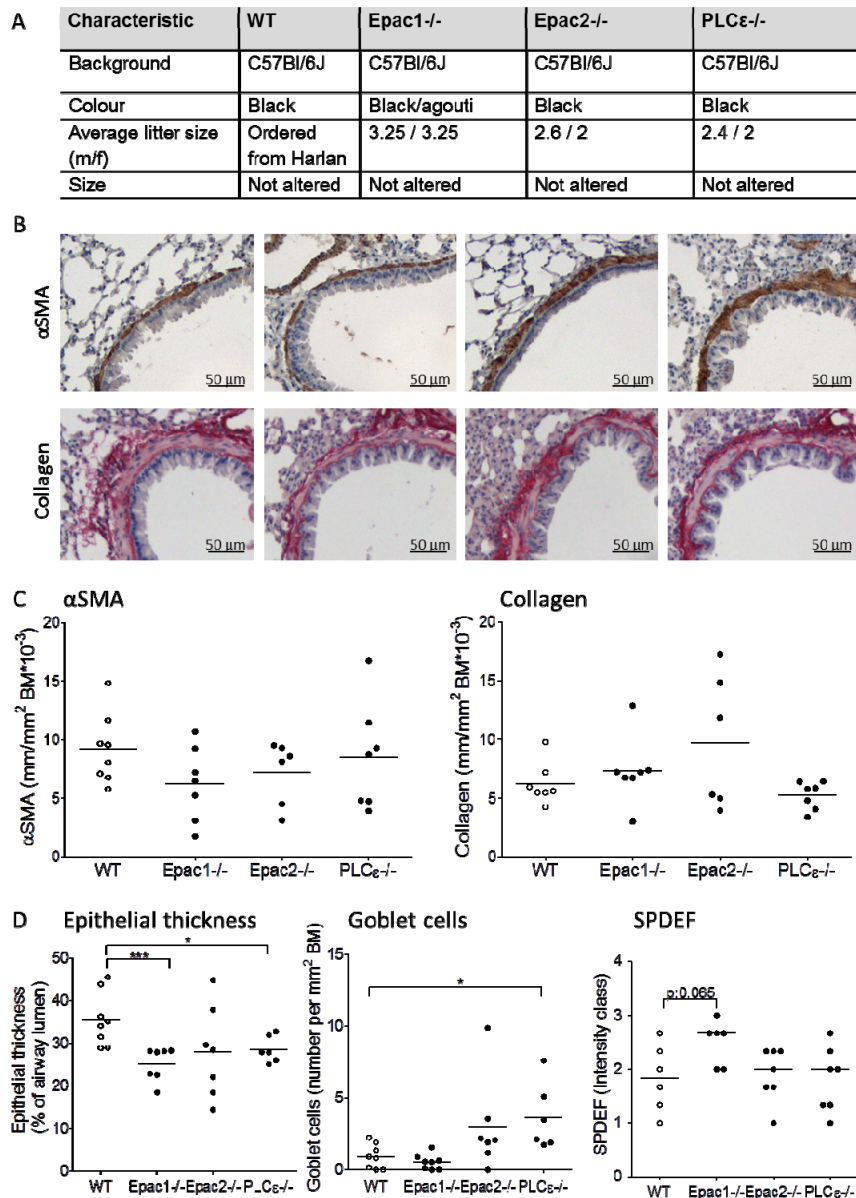 A
Characteristic WT Epac1-/- Epac2-/- PLCε-/-
Background C57Bl/6J C57Bl/6J C57Bl/6J C57Bl/6J
Colour Black Black/agouti Black Black
Average litter size Ordered 3.25 / 3.25 2.6 / 2 2.4 / 2
(m/f) from Harlan
Size Not altered Not altered Not altered Not altered
B
αSMA
50 µm 50 µm 50 µm 50 µm
Collagen
50 µm 50 µm 50 µm 50 µm
C αSMA
αSMA (mm/mm² BM*10⁻³)
20
15
10
5
0
WT Epac1-/- Epac2-/- PLCε-/-
Collagen
Collagen (mm/mm² BM*10⁻³)
20
15
10
5
0
WT Epac1-/- Epac2-/- PLCε-/-
D Epithelial thickness
Epithelial thickness
(% of airway lumen)
50
40
30
20
10
0
***
*
WT Epac1-/- Epac2-/- P_Cε-/-
Goblet cells
Goblet cells (number per mm² BM)
15
10
5
0
*
WT Epac1-/- Epac2-/- PLCε-/-
SPDEF
SPDEF (Intensity class)
4
3
2
1
0
p:0.065
WT Epac1-/- Epac2-/- PLCε-/-